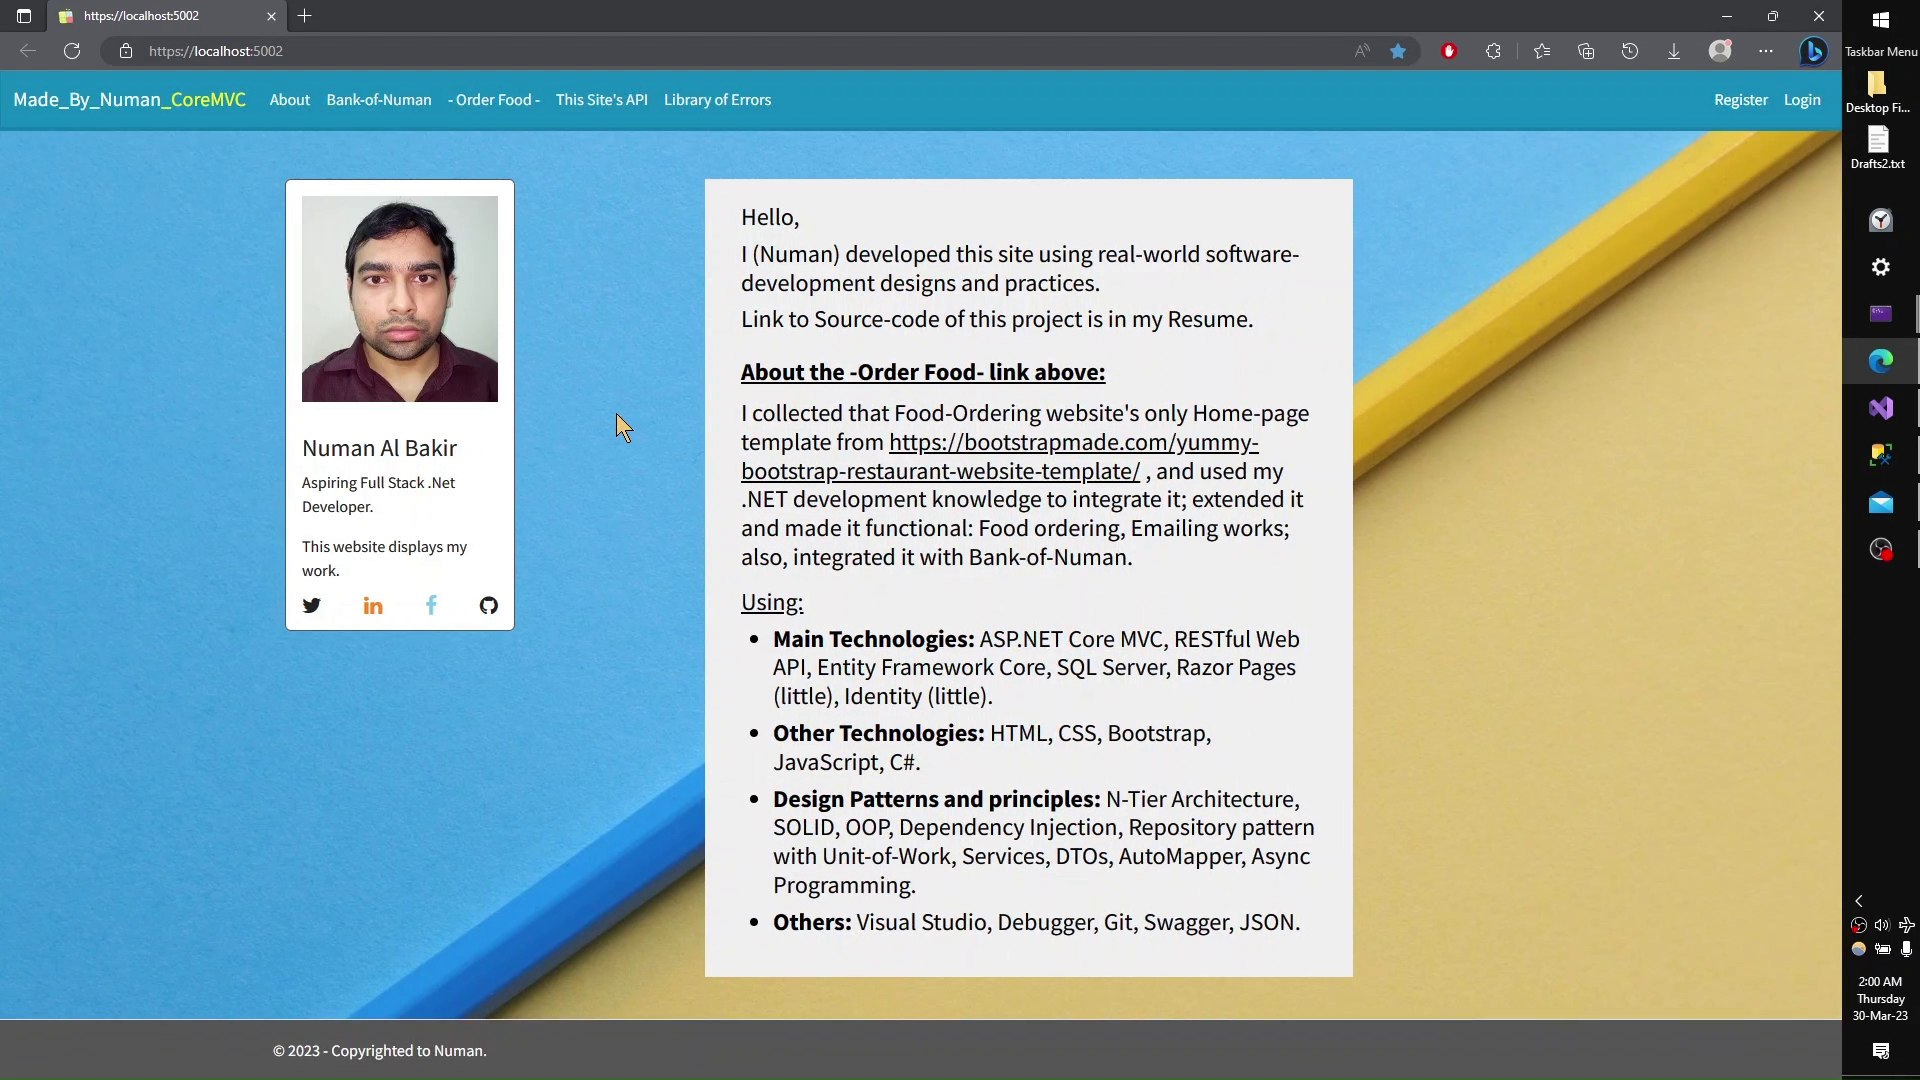 https://localhost:5002
https://localhost:5002
Made_By_Numan_CoreMVC About Bank-of-Numan - Order Food - This Site's API Library of Errors Register Login
Numan Al Bakir
Aspiring Full Stack .Net
Developer.
This website displays my
work.
Hello,
I (Numan) developed this site using real-world software-
development designs and practices.
Link to Source-code of this project is in my Resume.
About the -Order Food- link above:
I collected that Food-Ordering website's only Home-page
template from https://bootstrapmade.com/yummy-
bootstrap-restaurant-website-template/ , and used my
.NET development knowledge to integrate it; extended it
and made it functional: Food ordering, Emailing works;
also, integrated it with Bank-of-Numan.
Using:
• Main Technologies: ASP.NET Core MVC, RESTful Web
API, Entity Framework Core, SQL Server, Razor Pages
(little), Identity (little).
• Other Technologies: HTML, CSS, Bootstrap,
JavaScript, C#.
• Design Patterns and principles: N-Tier Architecture,
SOLID, OOP, Dependency Injection, Repository pattern
with Unit-of-Work, Services, DTOs, AutoMapper, Async
Programming.
• Others: Visual Studio, Debugger, Git, Swagger, JSON.
© 2023 - Copyrighted to Numan.
Taskbar Menu
Desktop Fi...
Drafts2.txt
2:00 AM
Thursday
30-Mar-23